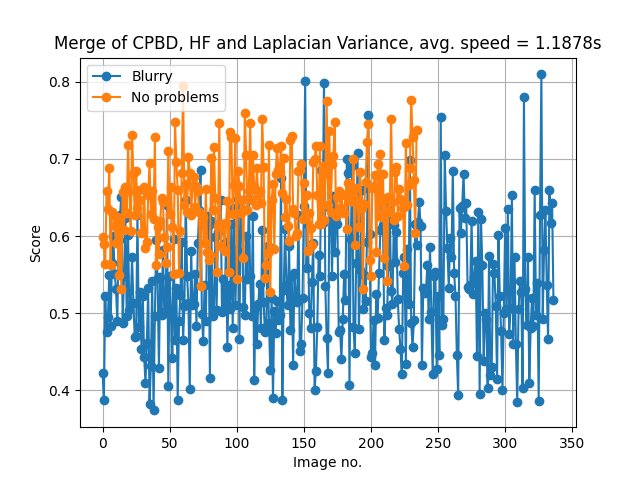 Merge of CPBD, HF and Laplacian Variance, avg. speed = 1.1878s
Blurry
No problems
0.8
0.7
0.6
0.5
0.4
Score
0 50 100 150 200 250 300 350
Image no.